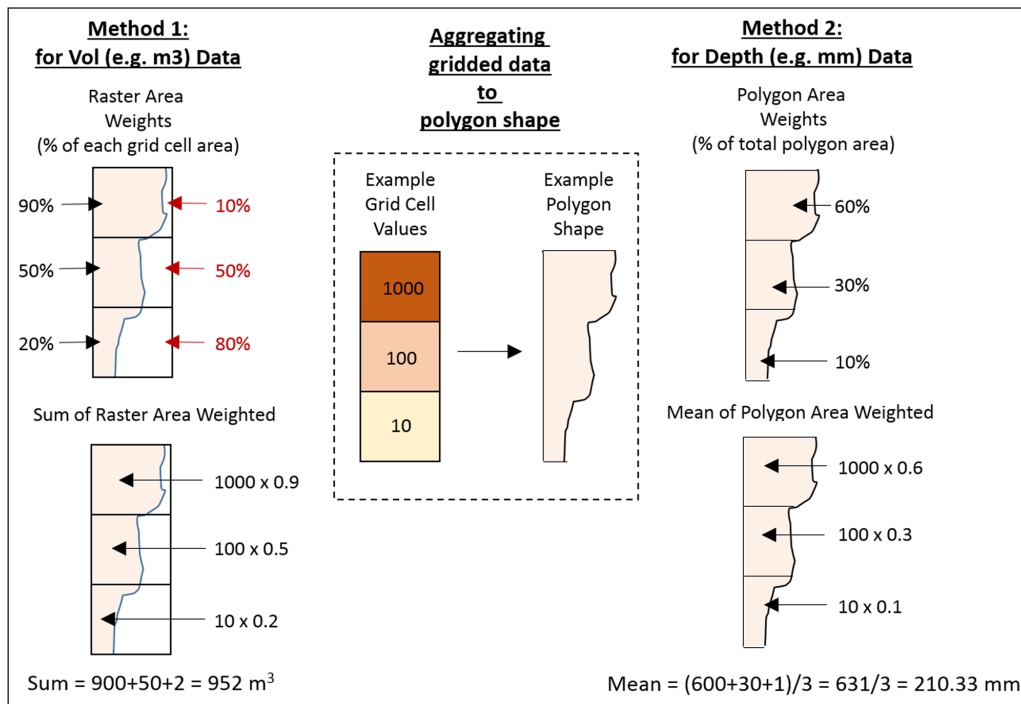 Method 1:
for Vol (e.g. m3) Data
Raster Area
Weights
(% of each grid cell area)
90%
10%
50%
50%
20%
80%
Sum of Raster Area Weighted
1000 x 0.9
100 x 0.5
10 x 0.2
Sum = 900+50+2 = 952 m³
Aggregating
gridded data
to
polygon shape
Example
Grid Cell
Values
Example
Polygon
Shape
1000
100
10
Method 2:
for Depth (e.g. mm) Data
Polygon Area
Weights
(% of total polygon area)
60%
30%
10%
Mean of Polygon Area Weighted
1000 x 0.6
100 x 0.3
10 x 0.1
Mean = (600+30+1)/3 = 631/3 = 210.33 mm